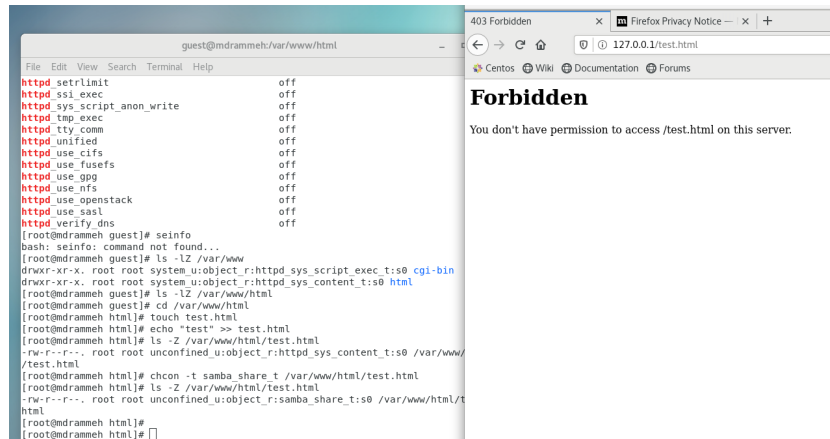 guest@mdrammeh:/var/www/html
File Edit View Search Terminal Help
httpd_setrlimit off
httpd_ssi_exec off
httpd_sys_script_anon_write off
httpd_tmp_exec off
httpd_tty_comm off
httpd_unified off
httpd_use_cifs off
httpd_use_fusefs off
httpd_use_gpg off
httpd_use_nfs off
httpd_use_openstack off
httpd_use_sasl off
httpd_verify_dns off
[root@mdrammeh guest]# seinfo
bash: seinfo: command not found...
[root@mdrammeh guest]# ls -lZ /var/www
drwxr-xr-x. root root system_u:object_r:httpd_sys_script_exec_t:s0 cgi-bin
drwxr-xr-x. root root system_u:object_r:httpd_sys_content_t:s0 html
[root@mdrammeh guest]# ls -lZ /var/www/html
[root@mdrammeh guest]# cd /var/www/html
[root@mdrammeh html]# touch test.html
[root@mdrammeh html]# echo "test" >> test.html
[root@mdrammeh html]# ls -Z /var/www/html/test.html
-rw-r--r--. root root unconfined_u:object_r:httpd_sys_content_t:s0 /var/www/
/test.html
[root@mdrammeh html]# chcon -t samba_share_t /var/www/html/test.html
[root@mdrammeh html]# ls -Z /var/www/html/test.html
-rw-r--r--. root root unconfined_u:object_r:samba_share_t:s0 /var/www/html/t
html
[root@mdrammeh html]#
[root@mdrammeh html]#
403 Forbidden
Firefox Privacy Notice —
127.0.0.1/test.html
Centos Wiki Documentation Forums
Forbidden
You don't have permission to access /test.html on this server.